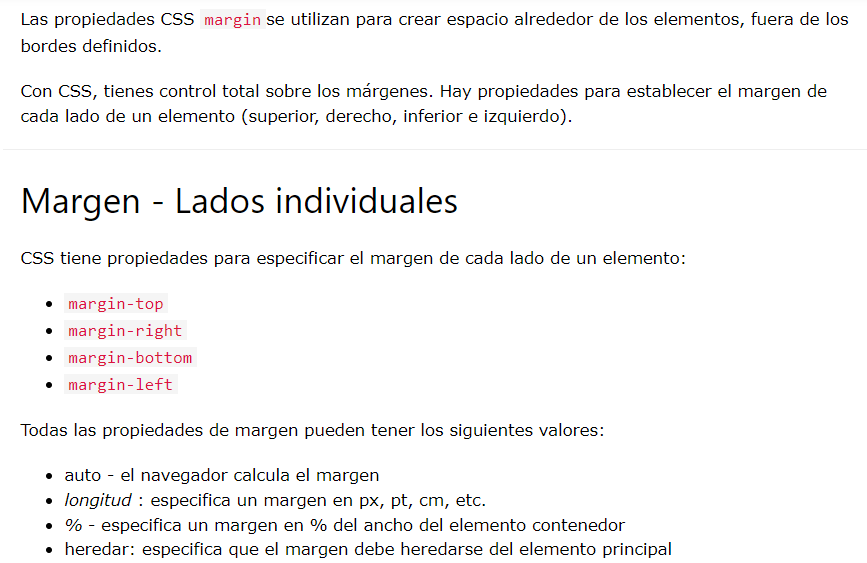 Las propiedades CSS margin se utilizan para crear espacio alrededor de los elementos, fuera de los
bordes definidos.
Con CSS, tienes control total sobre los márgenes. Hay propiedades para establecer el margen de
cada lado de un elemento (superior, derecho, inferior e izquierdo).
Margen - Lados individuales
CSS tiene propiedades para especificar el margen de cada lado de un elemento:
• margin-top
• margin-right
• margin-bottom
• margin-left
Todas las propiedades de margen pueden tener los siguientes valores:
• auto - el navegador calcula el margen
• longitud : especifica un margen en px, pt, cm, etc.
• % - especifica un margen en % del ancho del elemento contenedor
• heredar: especifica que el margen debe heredarse del elemento principal